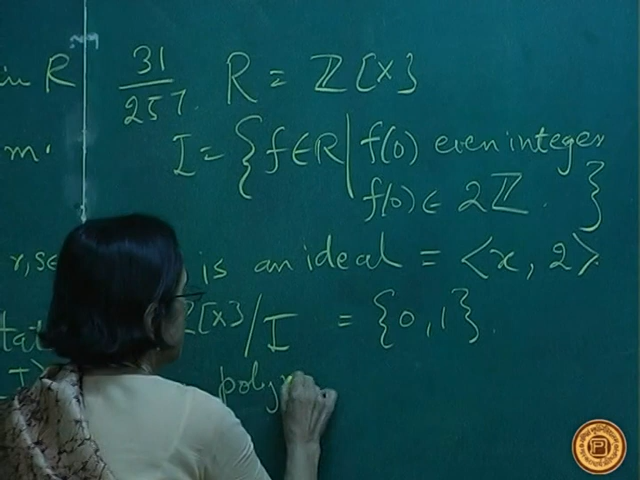 in R 31/257. R = ℤ[x]
m. I = { f ∈ R | f(0) even integer
f(0) ∈ 2ℤ. }
is an ideal = <x, 2>.
[x]/I = {0, 1}.